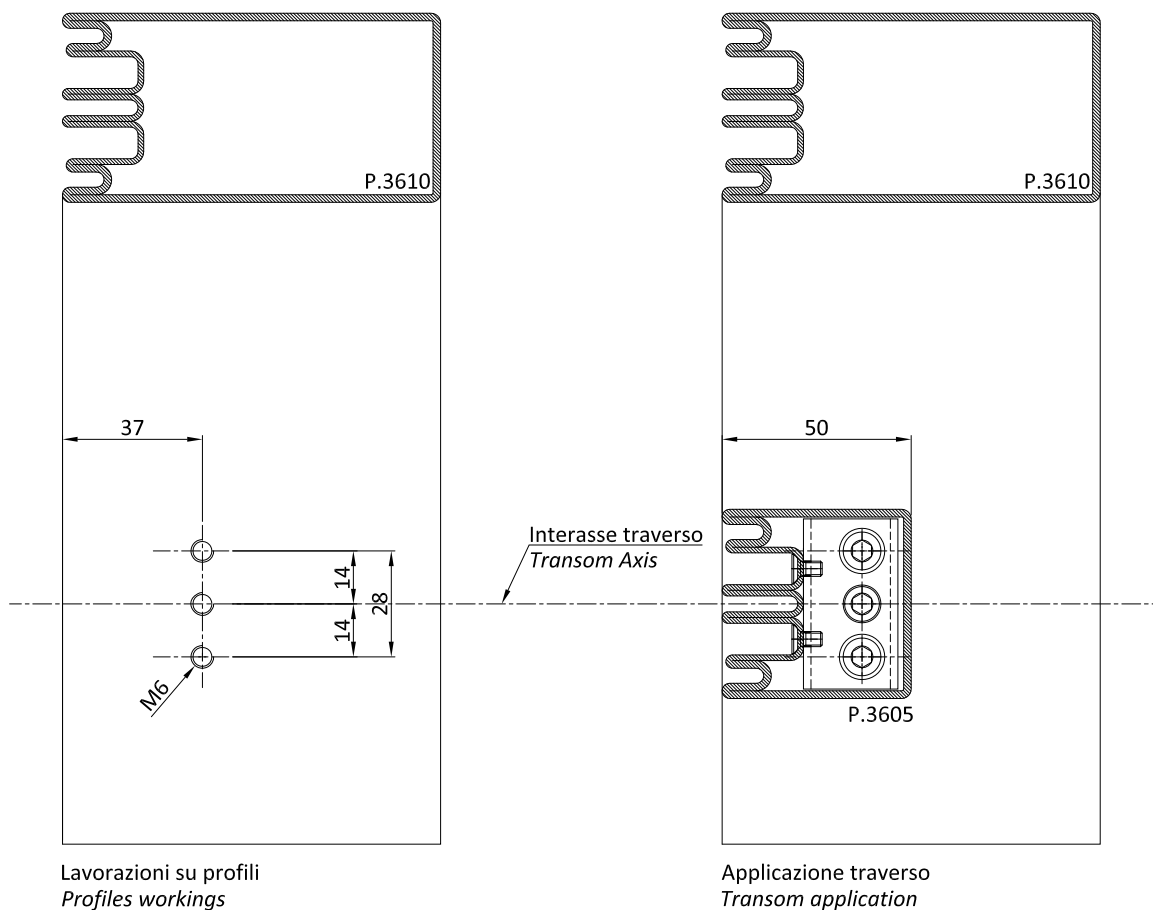 P.3610
P.3610
37
50
Interasse traverso
Transom Axis
14
28
14
M6
P.3605
Lavorazioni su profili
Profiles workings
Applicazione traverso
Transom application